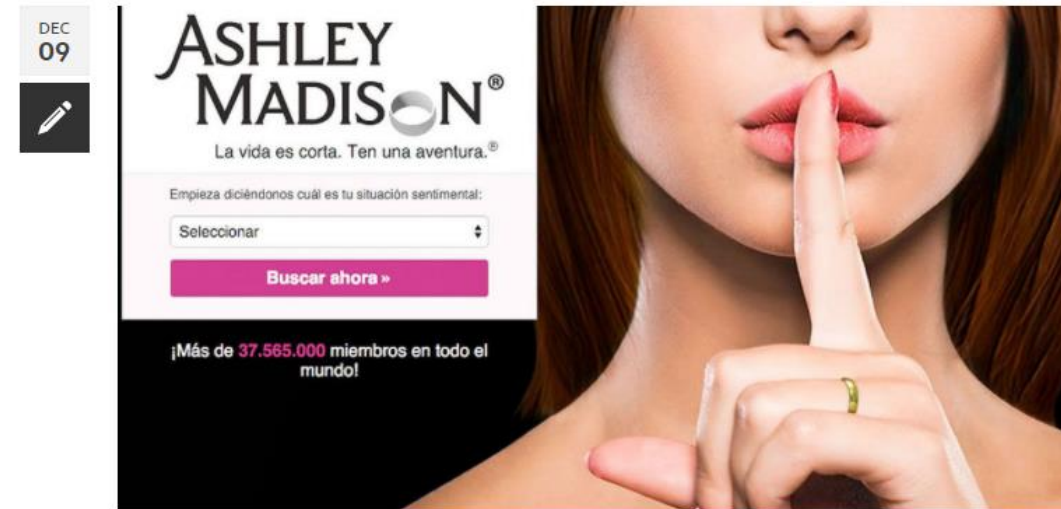 DEC
09
ASHLEY
MADISON®
La vida es corta. Ten una aventura.®
Empieza diciéndonos cuál es tu situación sentimental:
Seleccionar
Buscar ahora »
¡Más de 37.565.000 miembros en todo el
mundo!